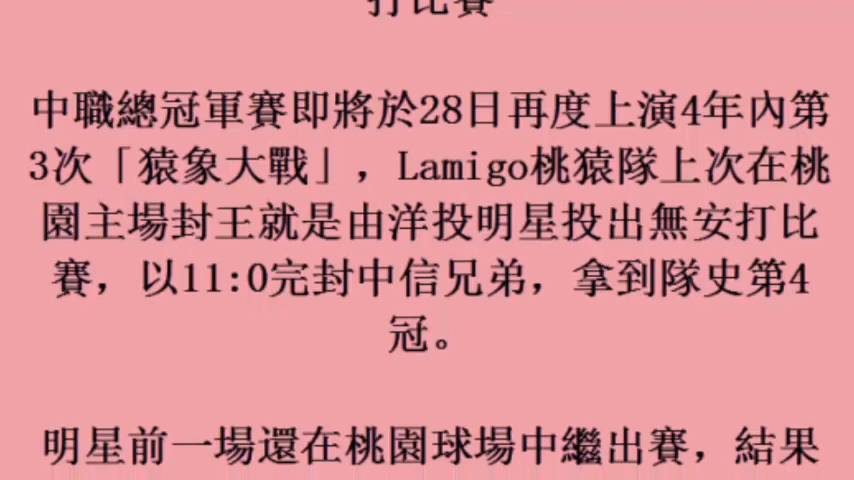 打比賽
中職總冠軍賽即將於28日再度上演4年內第
3次「猿象大戰」，Lamigo桃猿隊上次在桃
園主場封王就是由洋投明星投出無安打比
賽，以11:0完封中信兄弟，拿到隊史第4
冠。
明星前一場還在桃園球場中繼出賽，結果